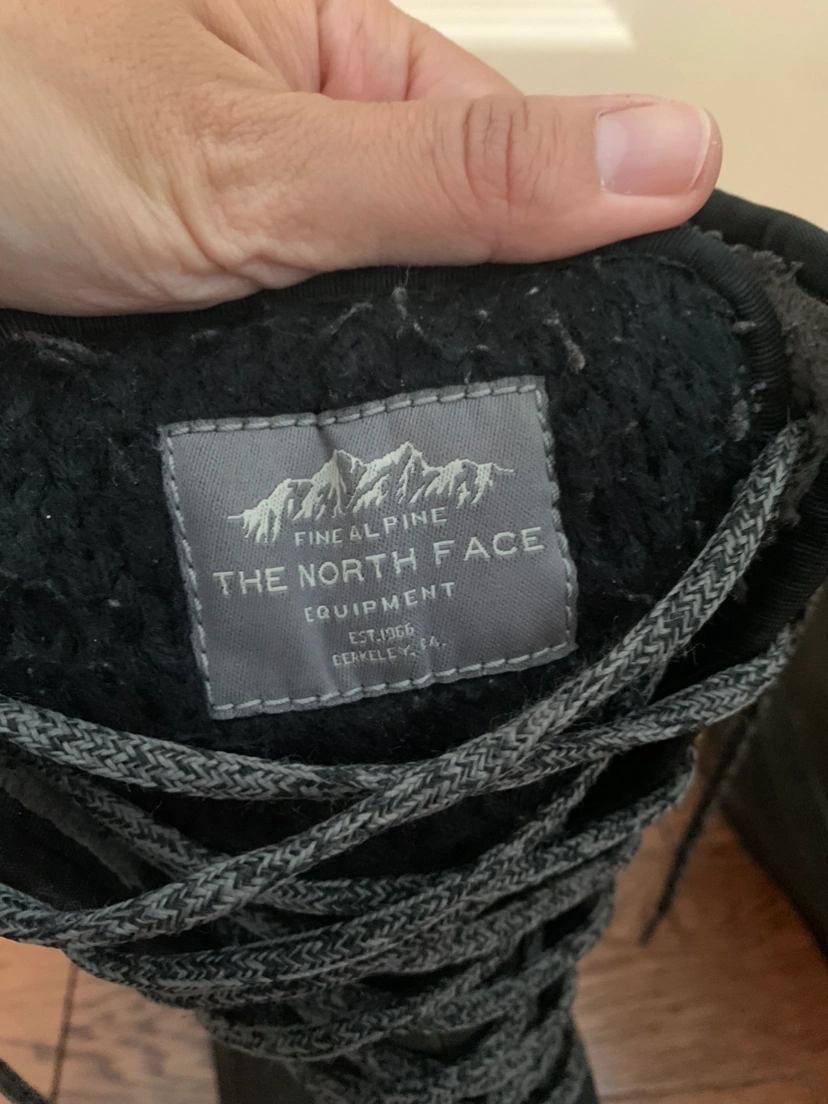 FINE ALPINE
THE NORTH FACE
EQUIPMENT
EST.1966
BERKELEY, CA.